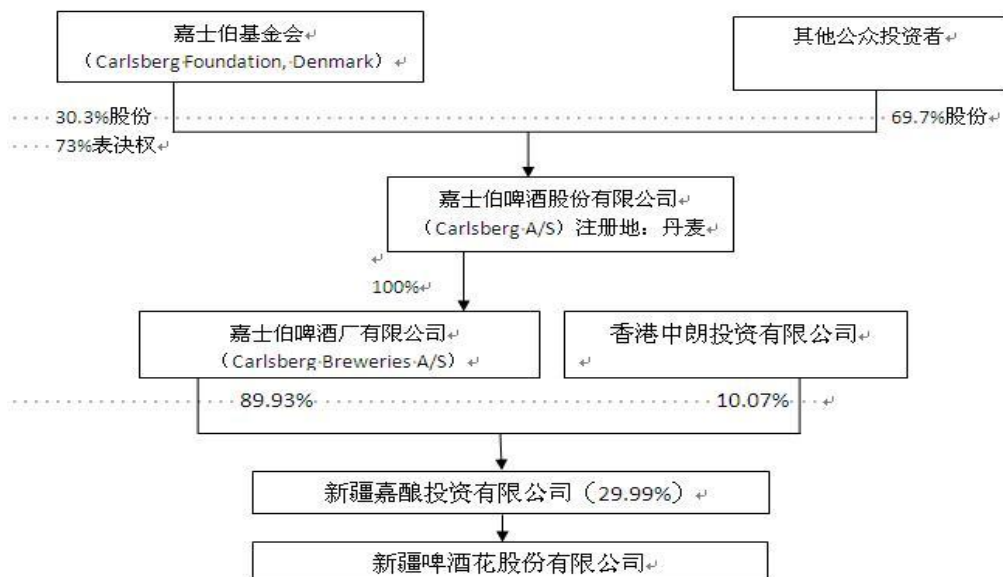 嘉士伯基金会
（Carlsberg Foundation, Denmark）
其他公众投资者
30.3%股份
69.7%股份
73%表决权
嘉士伯啤酒股份有限公司
（Carlsberg A/S）注册地：丹麦
100%
嘉士伯啤酒厂有限公司
（Carlsberg Breweries A/S）
香港中朗投资有限公司
89.93%
10.07%
新疆嘉酿投资有限公司（29.99%）
新疆啤酒花股份有限公司